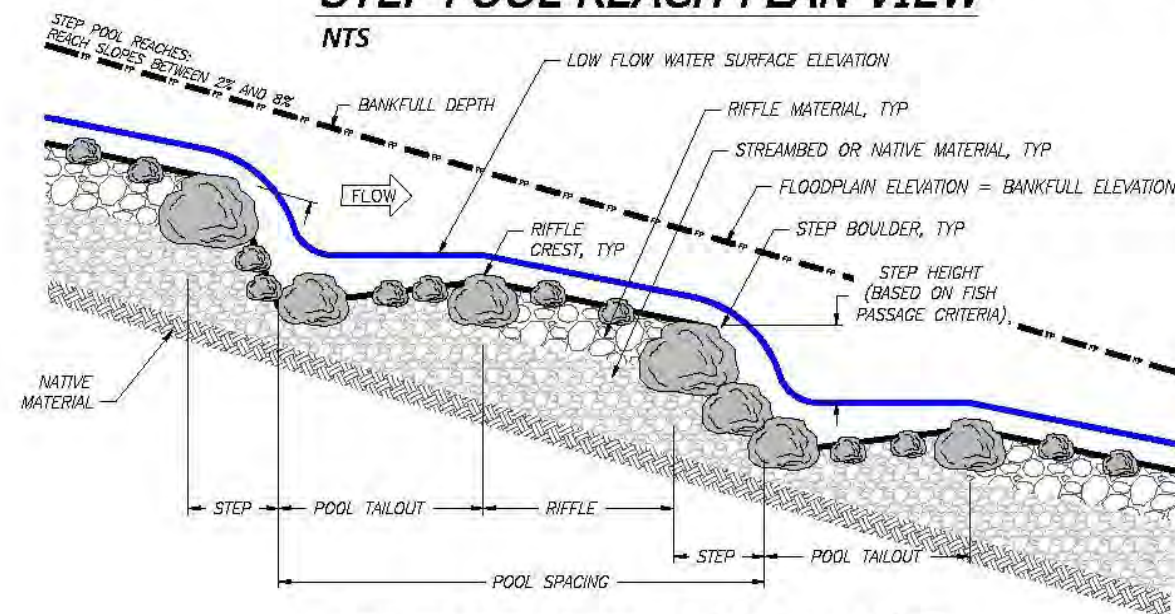 STEP POOL REACH PLAN VIEW
NTS
STEP POOL REACHES:
REACH SLOPES BETWEEN 2% AND 8%
BANKFULL DEPTH
LOW FLOW WATER SURFACE ELEVATION
RIFFLE MATERIAL, TYP
STREAMBED OR NATIVE MATERIAL, TYP
FLOODPLAIN ELEVATION = BANKFULL ELEVATION
FLOW
RIFFLE
CREST, TYP
STEP BOULDER, TYP
STEP HEIGHT
(BASED ON FISH
PASSAGE CRITERIA)
NATIVE
MATERIAL
STEP
POOL TAILOUT
RIFFLE
STEP
POOL TAILOUT
POOL SPACING